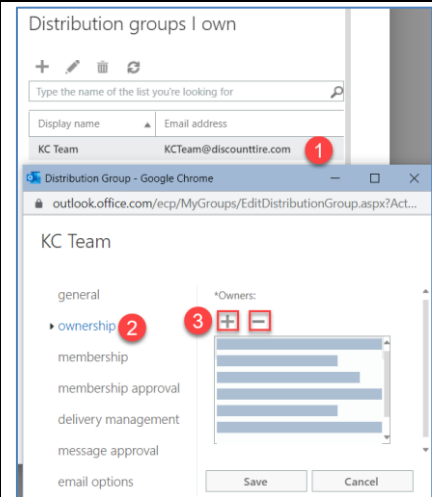 Distribution groups I own
Type the name of the list you're looking for
Display name Email address
KC Team KCTeam@discounttire.com 1
Distribution Group - Google Chrome
outlook.office.com/ecp/MyGroups/EditDistributionGroup.aspx?Act...
KC Team
general *Owners:
ownership 2 3
membership
membership approval
delivery management
message approval
email options Save Cancel